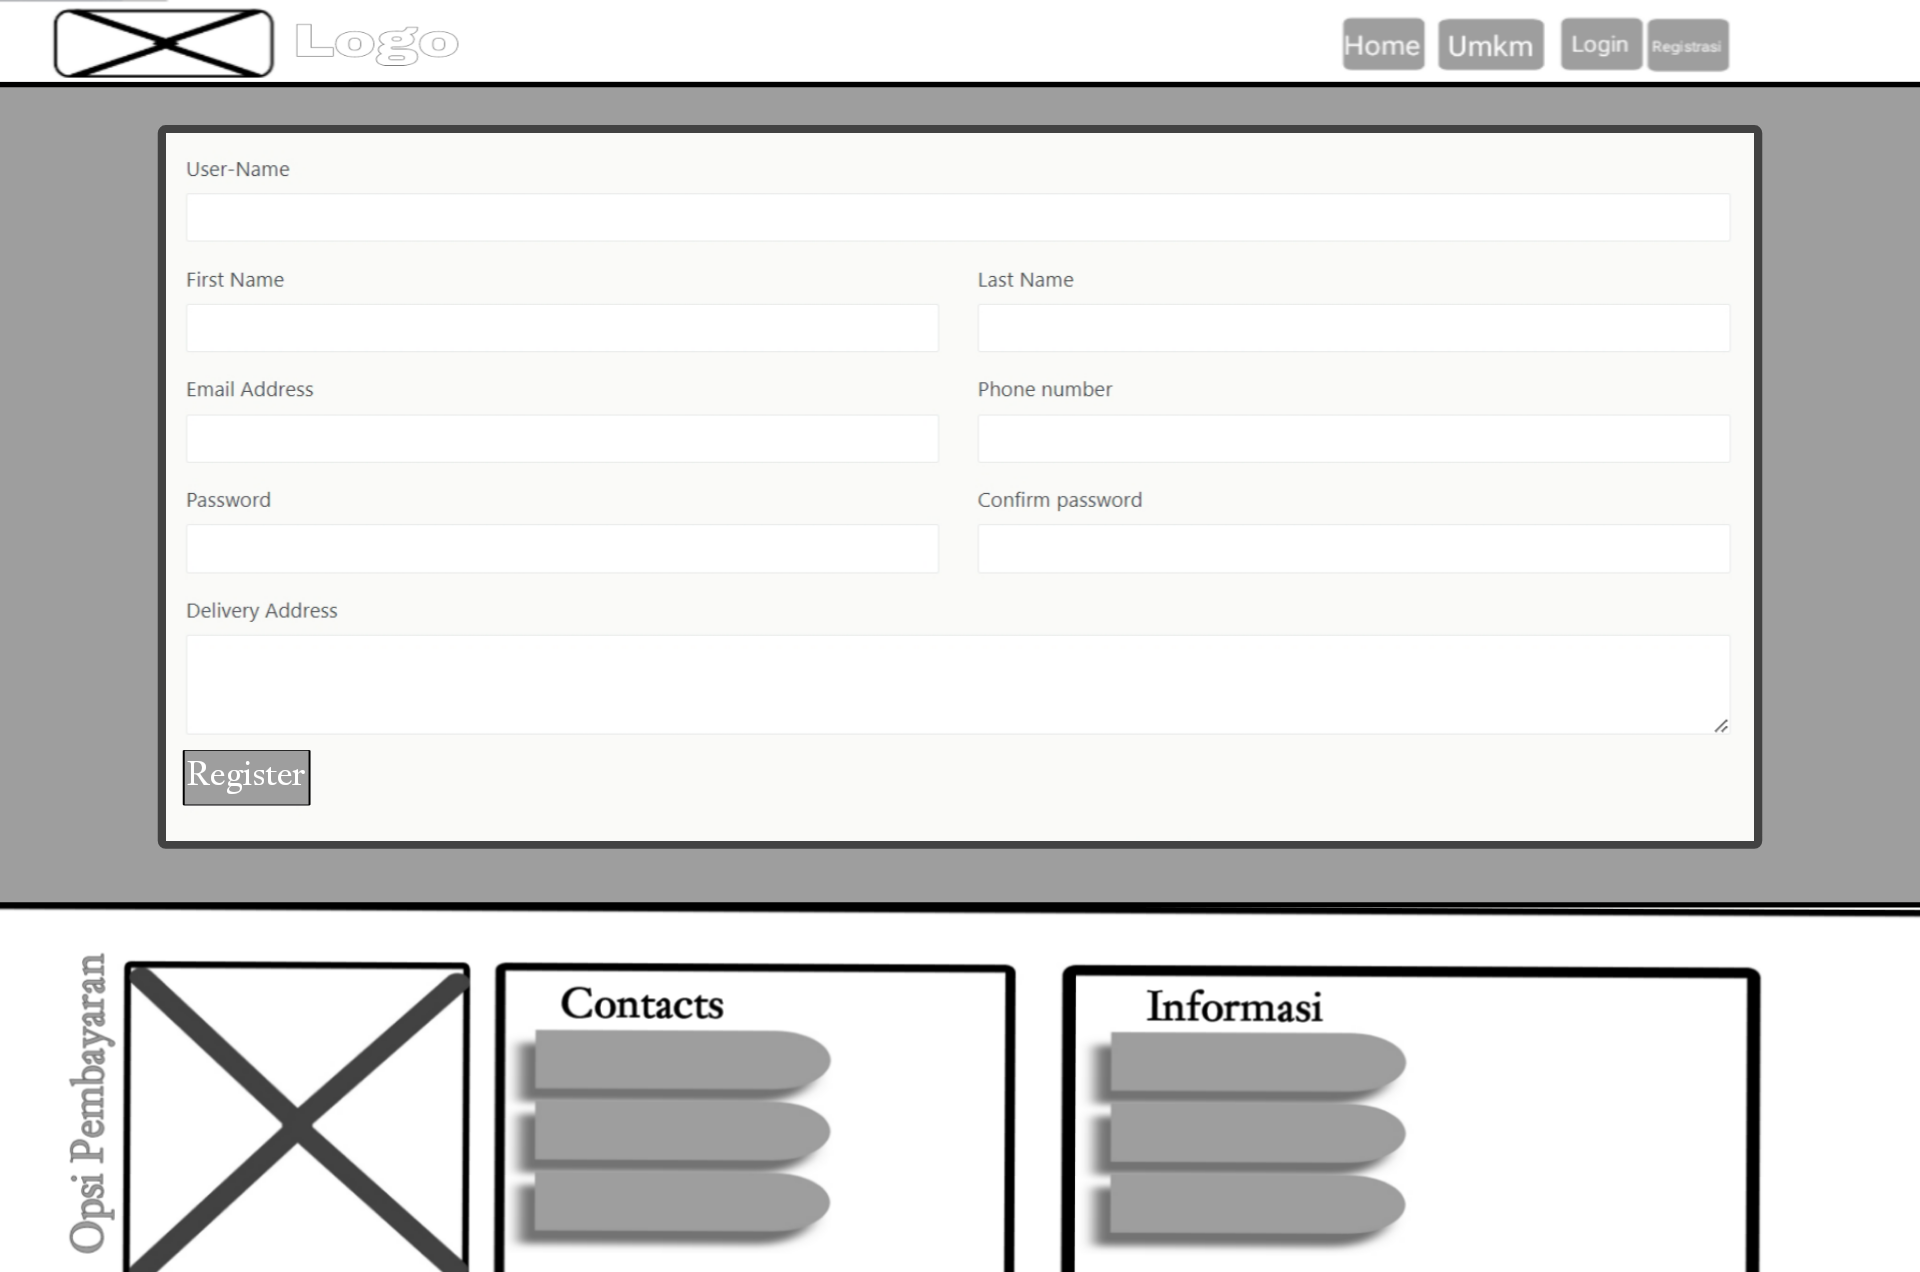 Logo
Home Umkm Login Registrasi
User-Name
First Name Last Name
Email Address Phone number
Password Confirm password
Delivery Address
Register
Opsi Pembayaran
Contacts
Informasi